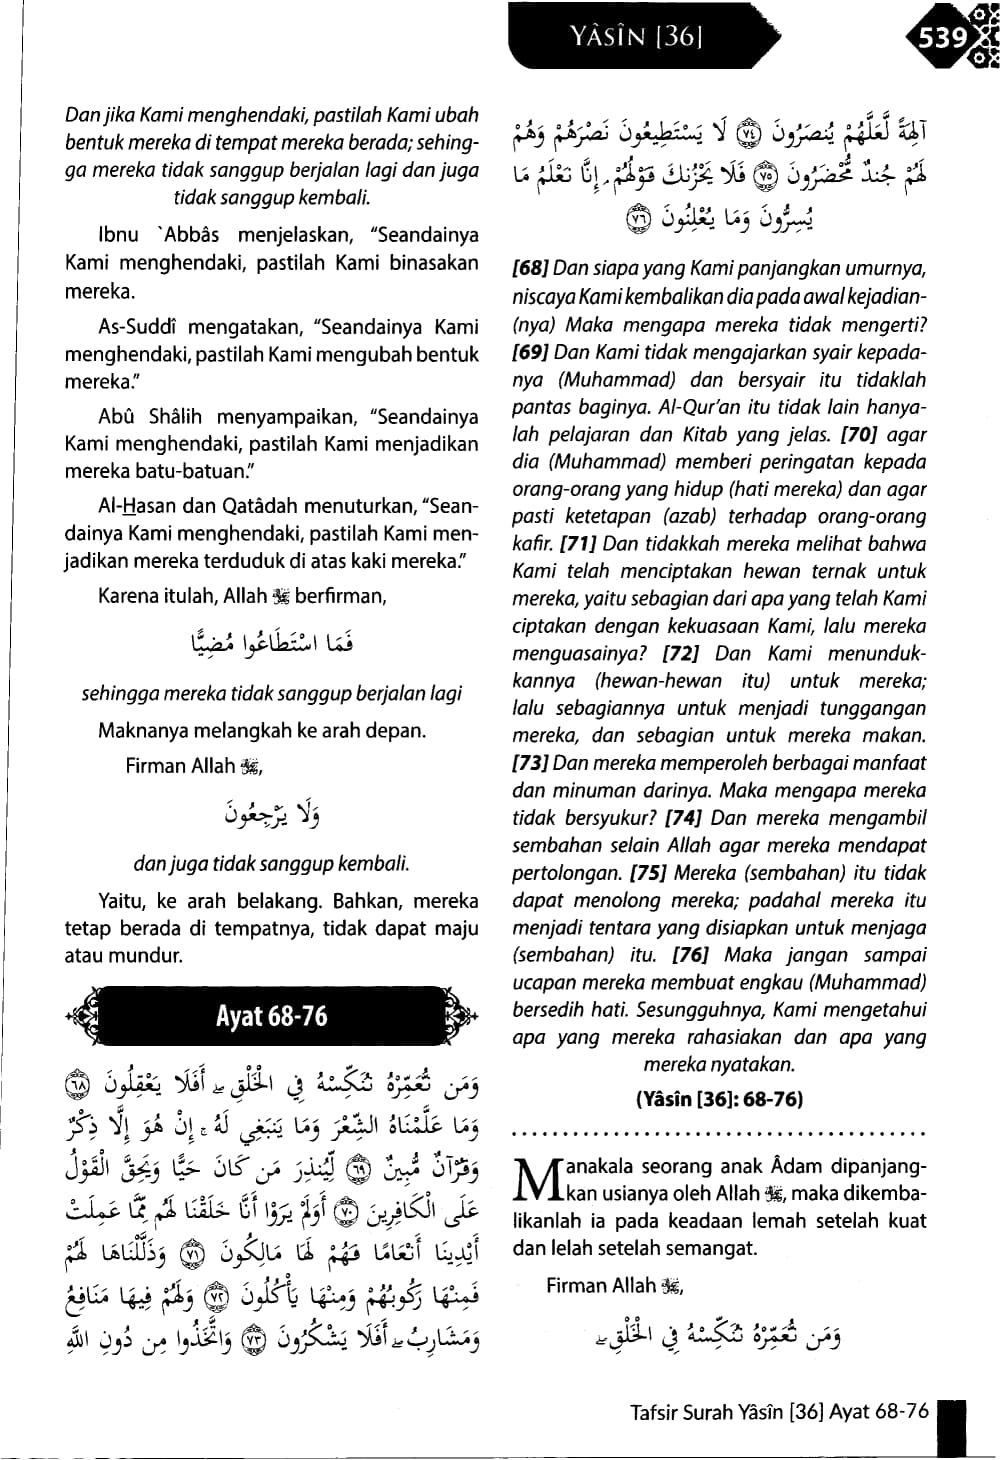 YÂSÎN [36]
539
Dan jika Kami menghendaki, pastilah Kami ubah
bentuk mereka di tempat mereka berada; sehing-
ga mereka tidak sanggup berjalan lagi dan juga
tidak sanggup kembali.
Ibnu `Abbâs menjelaskan, “Seandainya
Kami menghendaki, pastilah Kami binasakan
mereka.
As-Suddî mengatakan, “Seandainya Kami
menghendaki, pastilah Kami mengubah bentuk
mereka.”
Abû Shâlih menyampaikan, “Seandainya
Kami menghendaki, pastilah Kami menjadikan
mereka batu-batuan.”
Al-Hasan dan Qatâdah menuturkan, “Sean-
dainya Kami menghendaki, pastilah Kami men-
jadikan mereka terduduk di atas kaki mereka.”
Karena itulah, Allah ﷻ berfirman,
فَمَا اسْتَطَاعُوا مُضِيًّا
sehingga mereka tidak sanggup berjalan lagi
Maknanya melangkah ke arah depan.
Firman Allah ﷻ,
وَلَا يَرْجِعُونَ
dan juga tidak sanggup kembali.
Yaitu, ke arah belakang. Bahkan, mereka
tetap berada di tempatnya, tidak dapat maju
atau mundur.
Ayat 68-76
وَمَن نُّعَمِّرْهُ نُنَكِّسْهُ فِي الْخَلْقِ ۖ أَفَلَا يَعْقِلُونَ ﴿٦٨﴾
وَمَا عَلَّمْنَاهُ الشِّعْرَ وَمَا يَنبَغِي لَهُ ۚ إِنْ هُوَ إِلَّا ذِكْرٌ
وَقُرْآنٌ مُّبِينٌ ﴿٦٩﴾ لِّيُنذِرَ مَن كَانَ حَيًّا وَيَحِقَّ الْقَوْلُ
عَلَى الْكَافِرِينَ ﴿٧٠﴾ أَوَلَمْ يَرَوْا أَنَّا خَلَقْنَا لَهُم مِّمَّا عَمِلَتْ
أَيْدِينَا أَنْعَامًا فَهُمْ لَهَا مَالِكُونَ ﴿٧١﴾ وَذَلَّلْنَاهَا لَهُمْ
فَمِنْهَا رَكُوبُهُمْ وَمِنْهَا يَأْكُلُونَ ﴿٧٢﴾ وَلَهُمْ فِيهَا مَنَافِعُ
وَمَشَارِبُ ۖ أَفَلَا يَشْكُرُونَ ﴿٧٣﴾ وَاتَّخَذُوا مِن دُونِ اللَّهِ
آلِهَةً لَّعَلَّهُمْ يُنصَرُونَ ﴿٧٤﴾ لَا يَسْتَطِيعُونَ نَصْرَهُمْ وَهُمْ
لَهُمْ جُندٌ مُّحْضَرُونَ ﴿٧٥﴾ فَلَا يَحْزُنكَ قَوْلُهُمْ ۘ إِنَّا نَعْلَمُ مَا
يُسِرُّونَ وَمَا يُعْلِنُونَ ﴿٧٦﴾
[68] Dan siapa yang Kami panjangkan umurnya,
niscaya Kami kembalikan dia pada awal kejadian-
(nya) Maka mengapa mereka tidak mengerti?
[69] Dan Kami tidak mengajarkan syair kepada-
nya (Muhammad) dan bersyair itu tidaklah
pantas baginya. Al-Qur’an itu tidak lain hanya-
lah pelajaran dan Kitab yang jelas. [70] agar
dia (Muhammad) memberi peringatan kepada
orang-orang yang hidup (hati mereka) dan agar
pasti ketetapan (azab) terhadap orang-orang
kafir. [71] Dan tidakkah mereka melihat bahwa
Kami telah menciptakan hewan ternak untuk
mereka, yaitu sebagian dari apa yang telah Kami
ciptakan dengan kekuasaan Kami, lalu mereka
menguasainya? [72] Dan Kami menunduk-
kannya (hewan-hewan itu) untuk mereka;
lalu sebagiannya untuk menjadi tunggangan
mereka, dan sebagian untuk mereka makan.
[73] Dan mereka memperoleh berbagai manfaat
dan minuman darinya. Maka mengapa mereka
tidak bersyukur? [74] Dan mereka mengambil
sembahan selain Allah agar mereka mendapat
pertolongan. [75] Mereka (sembahan) itu tidak
dapat menolong mereka; padahal mereka itu
menjadi tentara yang disiapkan untuk menjaga
(sembahan) itu. [76] Maka jangan sampai
ucapan mereka membuat engkau (Muhammad)
bersedih hati. Sesungguhnya, Kami mengetahui
apa yang mereka rahasiakan dan apa yang
mereka nyatakan.
(Yâsîn [36]: 68-76)
Manakala seorang anak Âdam dipanjang-
kan usianya oleh Allah ﷻ, maka dikemba-
likanlah ia pada keadaan lemah setelah kuat
dan lelah setelah semangat.
Firman Allah ﷻ,
وَمَن نُّعَمِّرْهُ نُنَكِّسْهُ فِي الْخَلْقِ ۖ
Tafsir Surah Yâsîn [36] Ayat 68-76